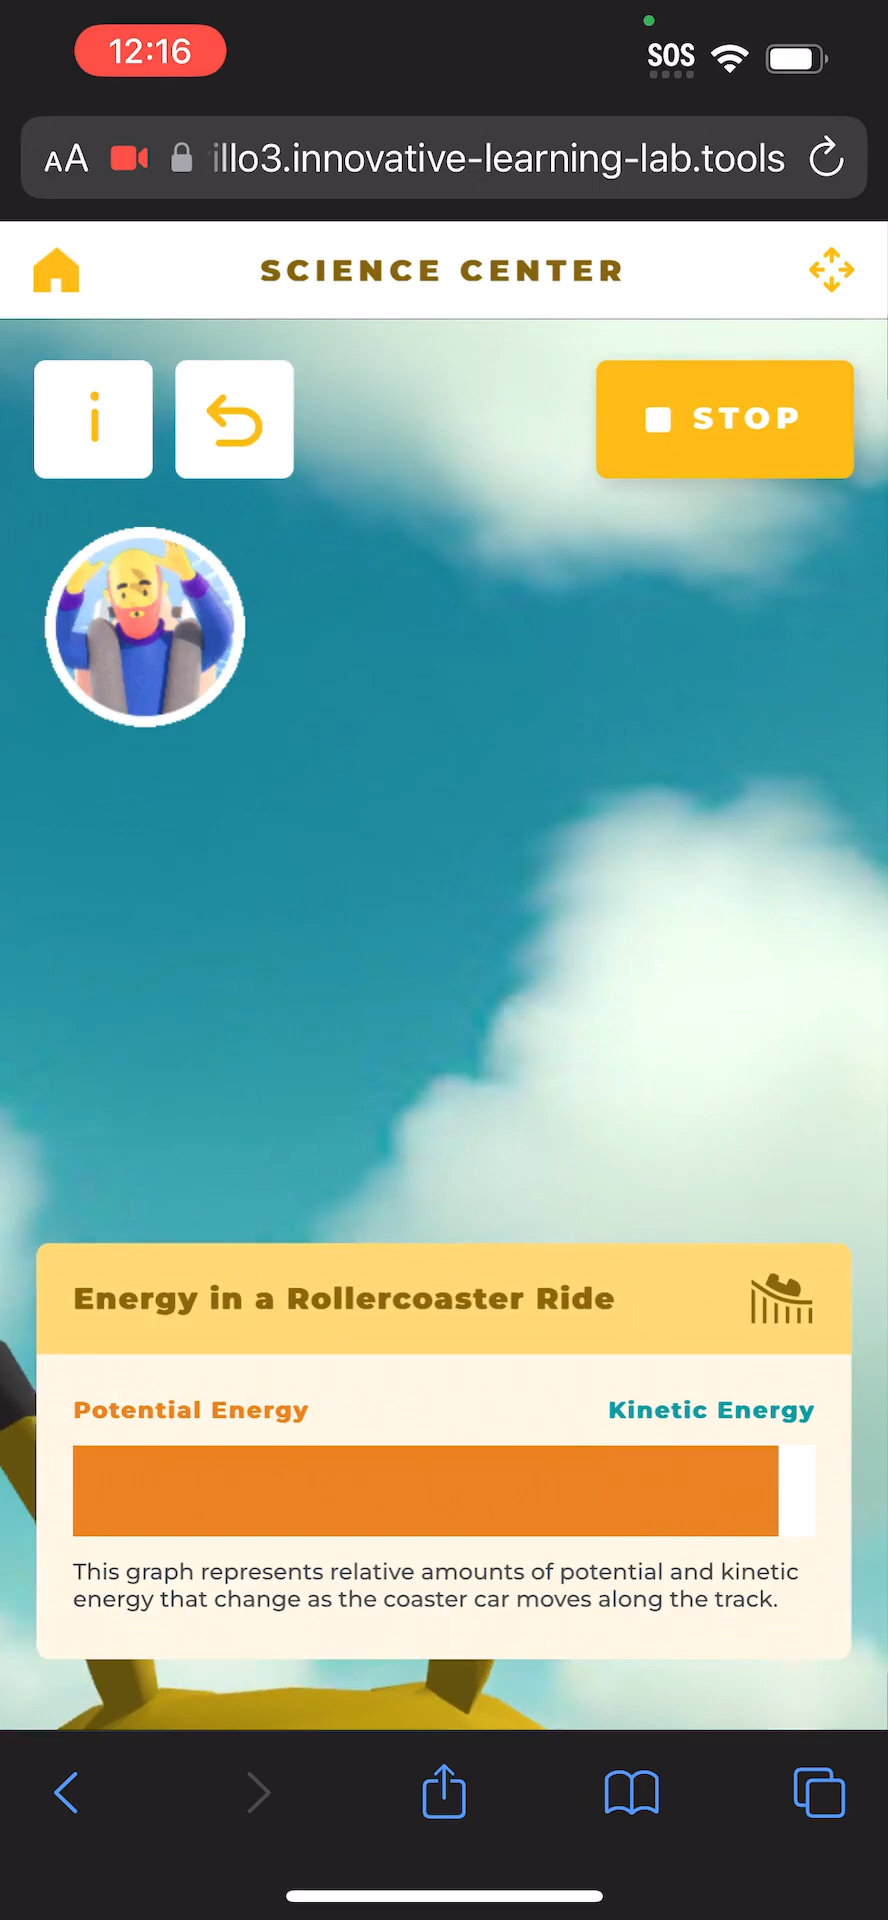 12:16
SOS
AA
illo3.innovative-learning-lab.tools
SCIENCE CENTER
i
STOP
Energy in a Rollercoaster Ride
Potential Energy
Kinetic Energy
This graph represents relative amounts of potential and kinetic
energy that change as the coaster car moves along the track.